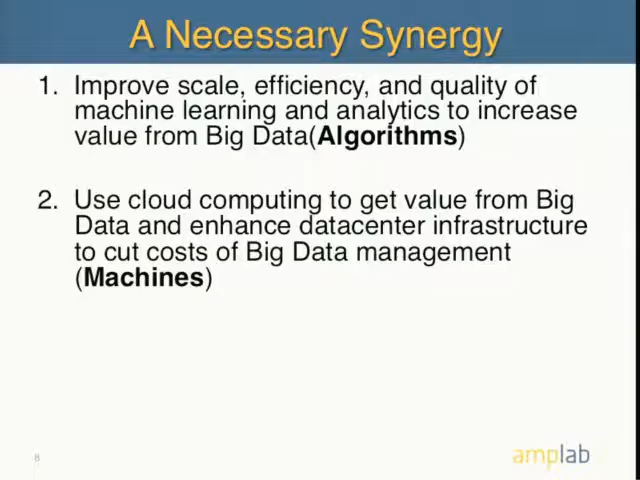 A Necessary Synergy
1. Improve scale, efficiency, and quality of
machine learning and analytics to increase
value from Big Data(Algorithms)
2. Use cloud computing to get value from Big
Data and enhance datacenter infrastructure
to cut costs of Big Data management
(Machines)
8
amplab